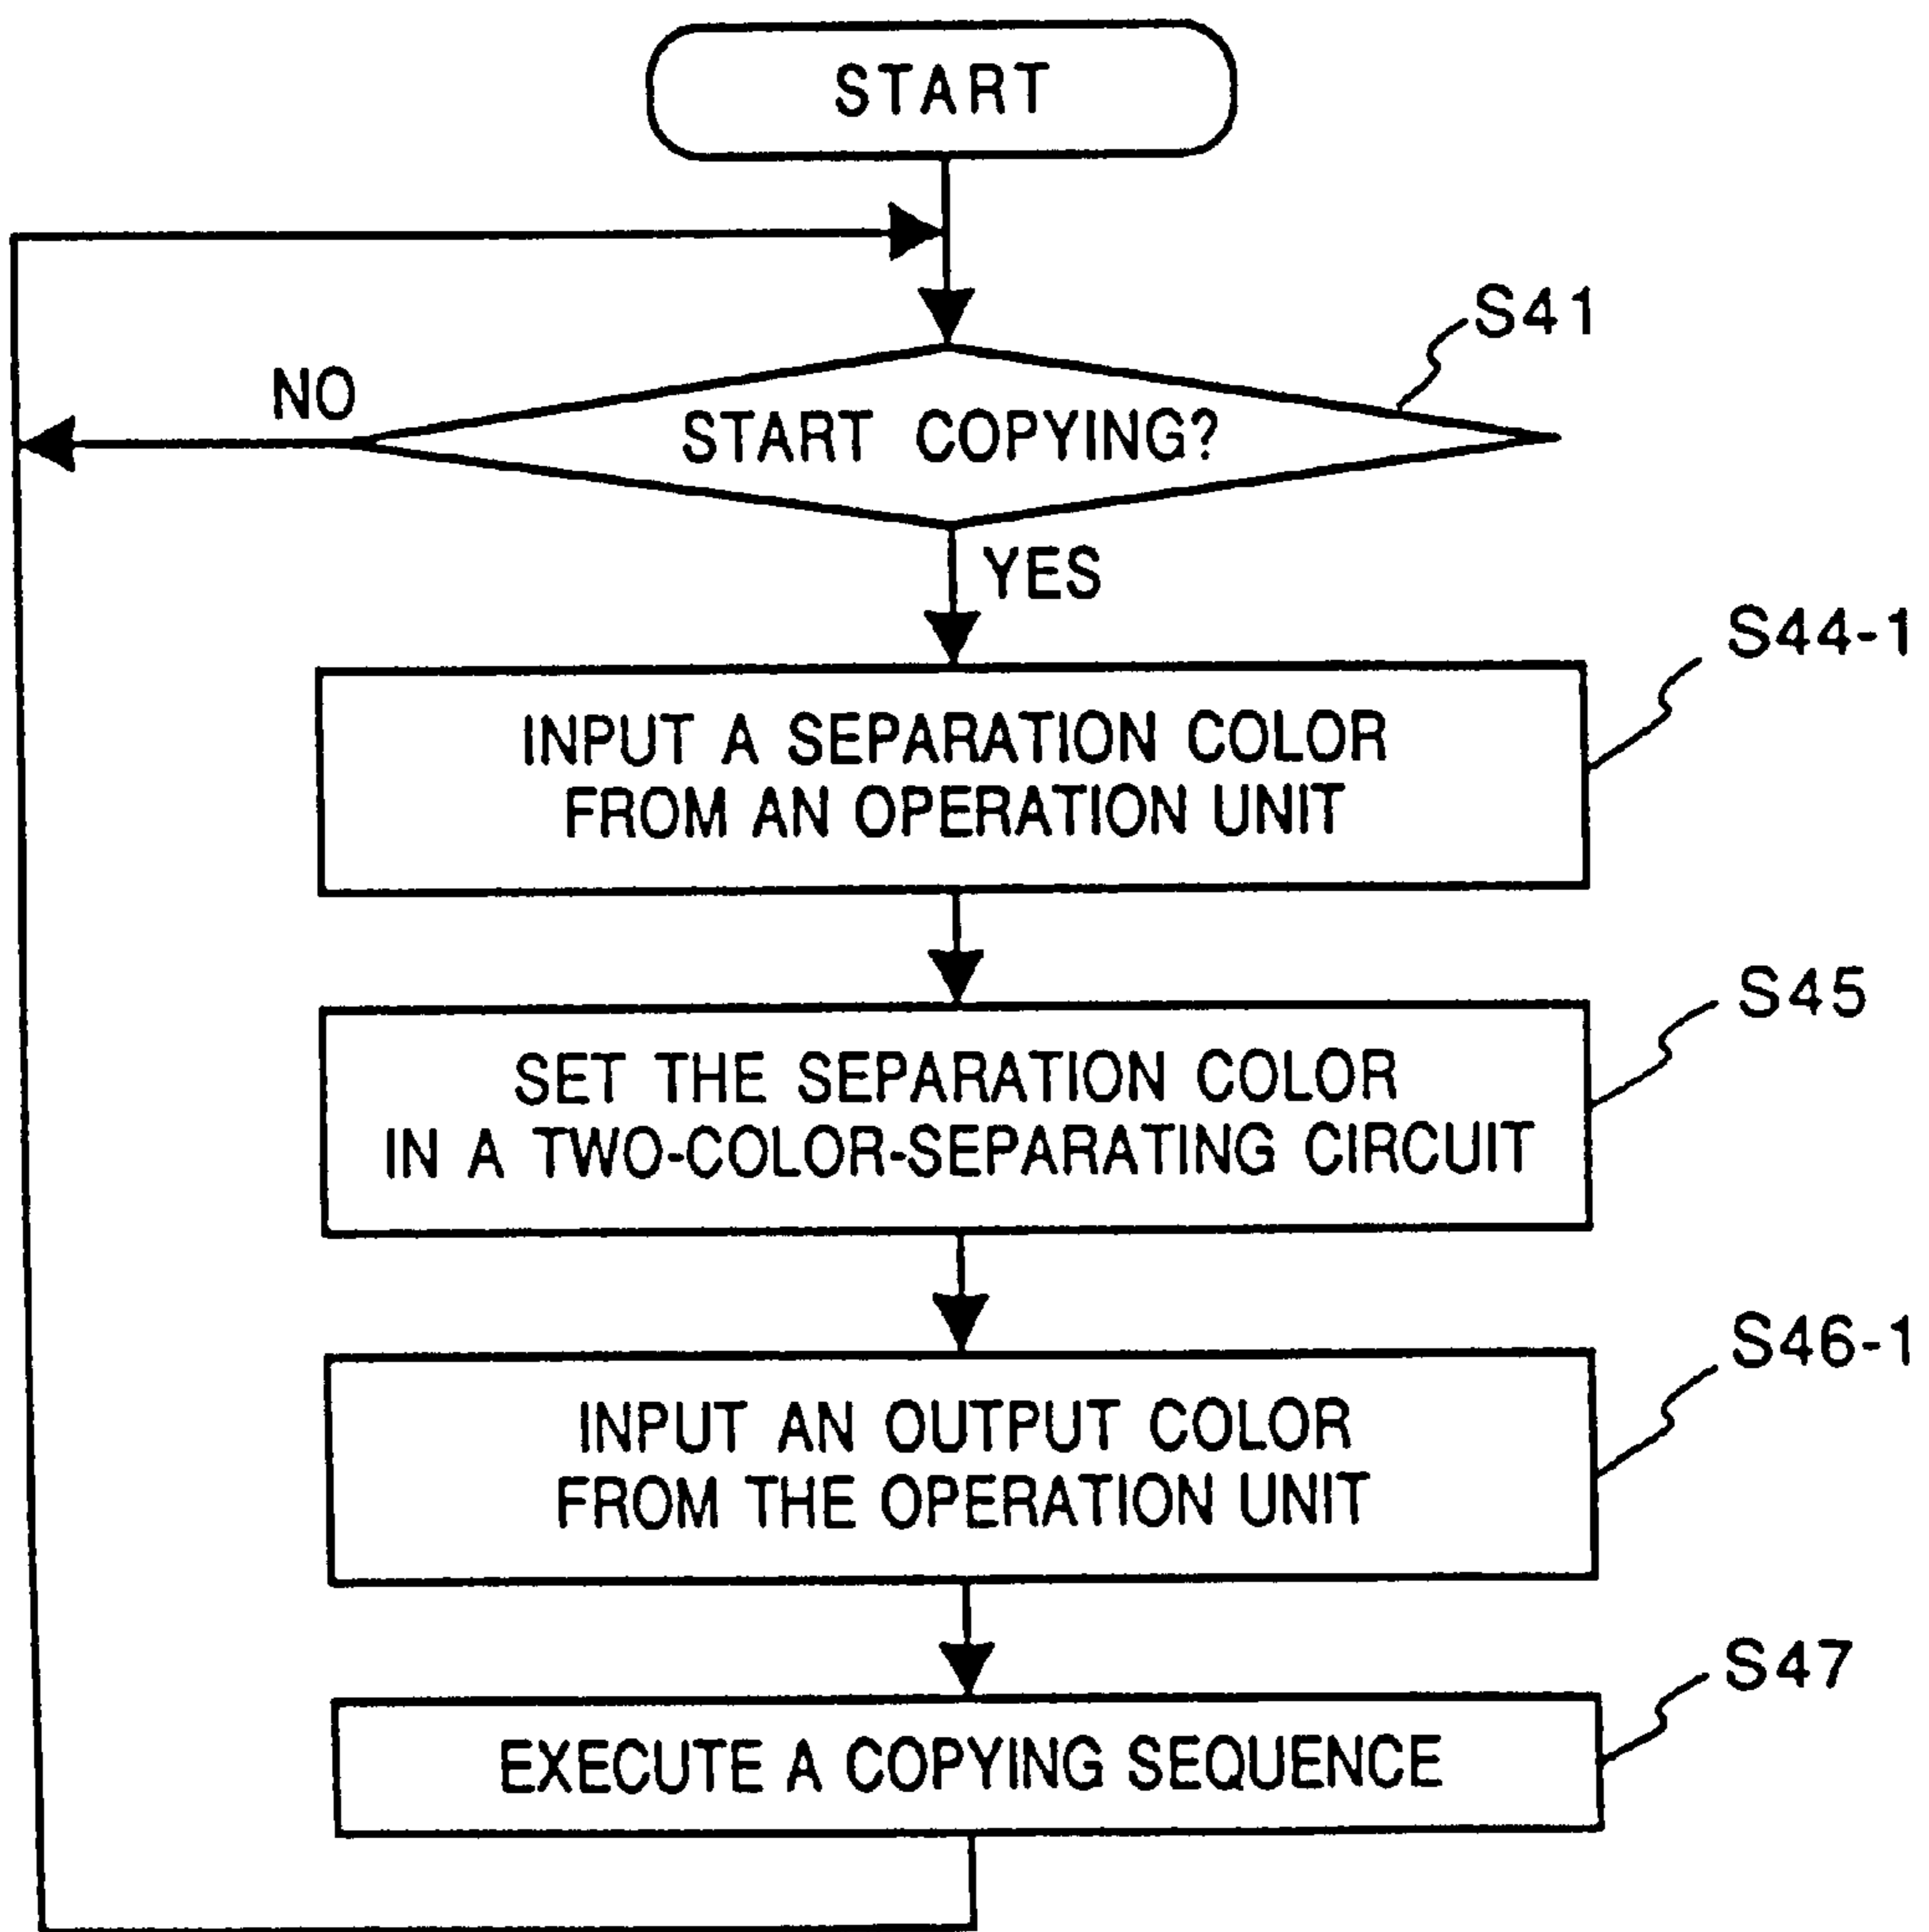 START
S41
NO
START COPYING?
YES
S44-1
INPUT A SEPARATION COLOR
FROM AN OPERATION UNIT
S45
SET THE SEPARATION COLOR
IN A TWO-COLOR-SEPARATING CIRCUIT
S46-1
INPUT AN OUTPUT COLOR
FROM THE OPERATION UNIT
S47
EXECUTE A COPYING SEQUENCE